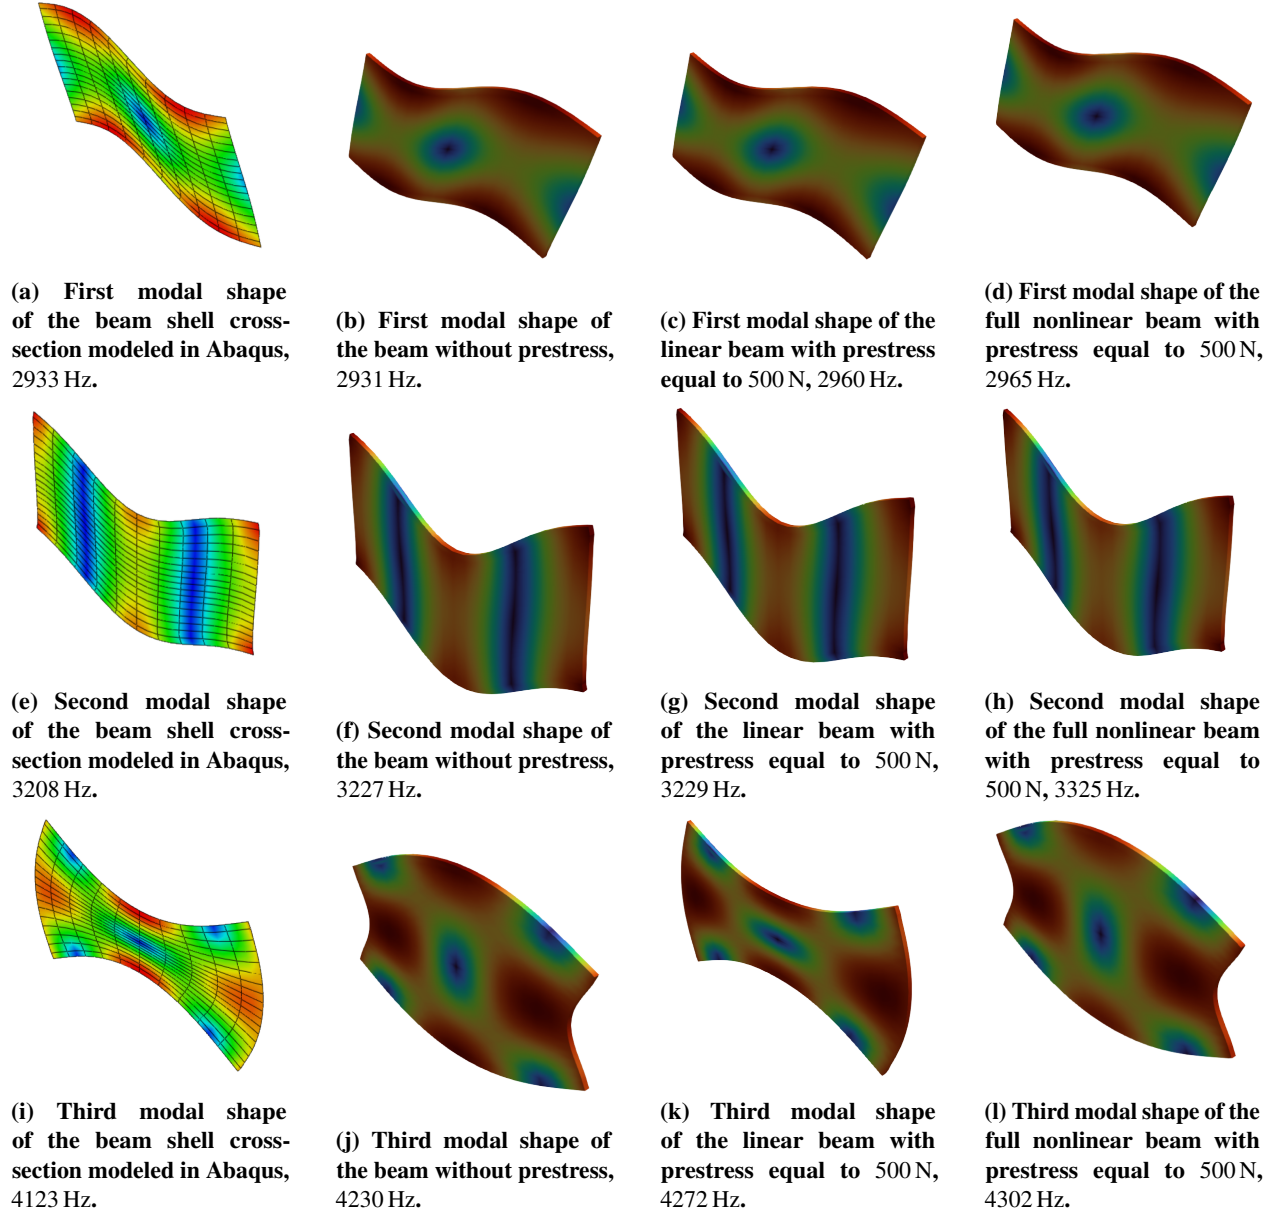 (a) First modal shape
of the beam shell cross-
section modeled in Abaqus,
2933 Hz.
(b) First modal shape of
the beam without prestress,
2931 Hz.
(c) First modal shape of the
linear beam with prestress
equal to 500 N, 2960 Hz.
(d) First modal shape of the
full nonlinear beam with
prestress equal to 500 N,
2965 Hz.
(e) Second modal shape
of the beam shell cross-
section modeled in Abaqus,
3208 Hz.
(f) Second modal shape of
the beam without prestress,
3227 Hz.
(g) Second modal shape
of the linear beam with
prestress equal to 500 N,
3229 Hz.
(h) Second modal shape
of the full nonlinear beam
with prestress equal to
500 N, 3325 Hz.
(i) Third modal shape
of the beam shell cross-
section modeled in Abaqus,
4123 Hz.
(j) Third modal shape of
the beam without prestress,
4230 Hz.
(k) Third modal shape
of the linear beam with
prestress equal to 500 N,
4272 Hz.
(l) Third modal shape of the
full nonlinear beam with
prestress equal to 500 N,
4302 Hz.